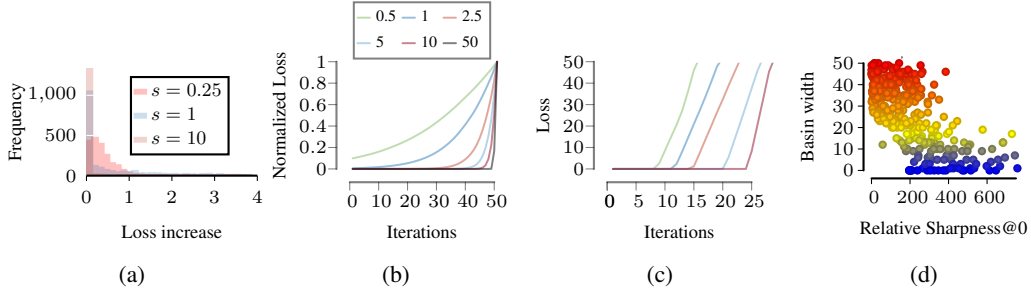 Frequency
1,000
500
0
0 1 2 3 4
Loss increase
s = 0.25
s = 1
s = 10
(a)
0.5 1 2.5
5 10 50
Normalized Loss
1
0.8
0.6
0.4
0.2
0
0 10 20 30 40 50
Iterations
(b)
Loss
50
40
30
20
10
0
0 5 10 15 20 25
Iterations
(c)
Basin width
50
40
30
20
10
0
0 200 400 600
Relative Sharpness@0
(d)